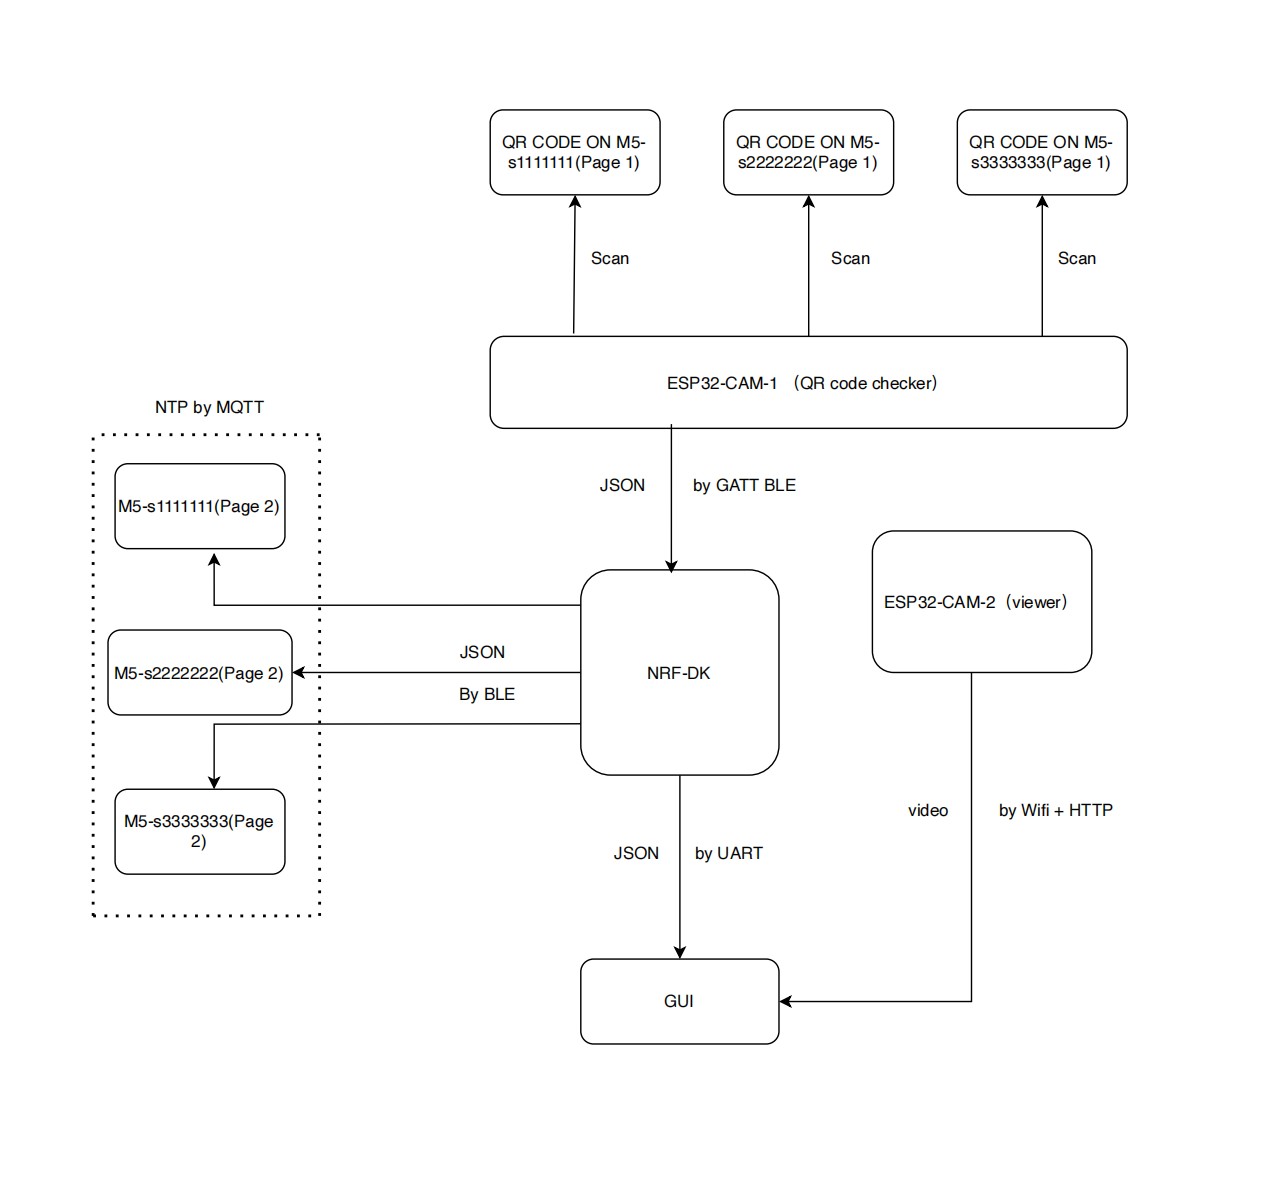 QR CODE ON M5-
s1111111(Page 1)
QR CODE ON M5-
s2222222(Page 1)
QR CODE ON M5-
s3333333(Page 1)
Scan
Scan
Scan
ESP32-CAM-1 （QR code checker）
NTP by MQTT
JSON
by GATT BLE
M5-s1111111(Page 2)
ESP32-CAM-2（viewer）
JSON
M5-s2222222(Page 2)
NRF-DK
By BLE
video
by Wifi + HTTP
M5-s3333333(Page
2)
JSON
by UART
GUI